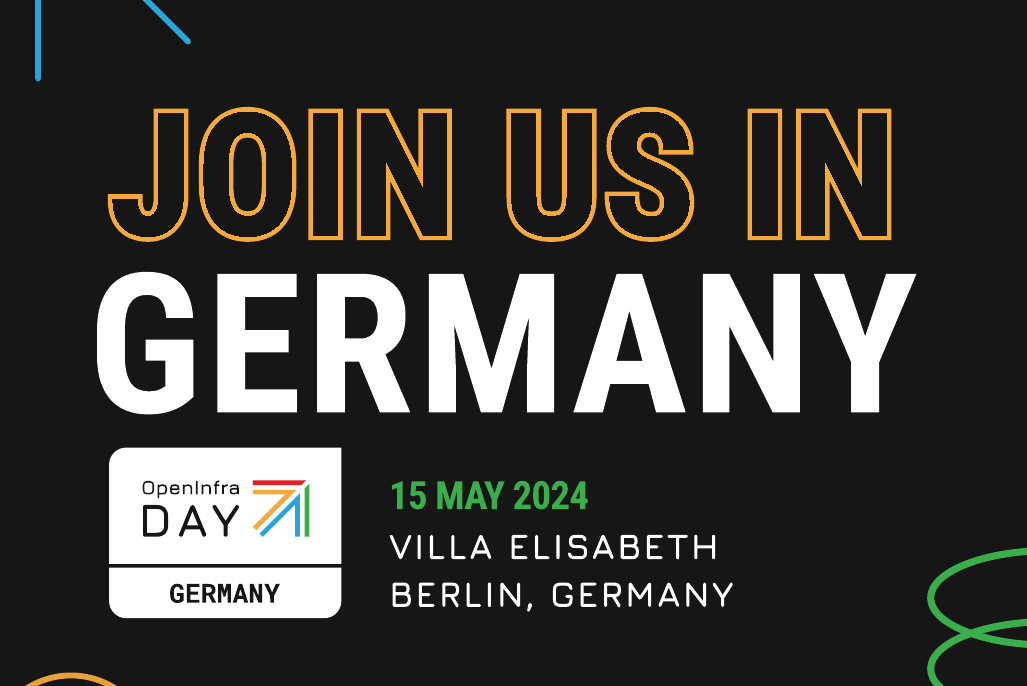 JOIN US IN
GERMANY
OpenInfra
DAY
GERMANY
15 MAY 2024
VILLA ELISABETH
BERLIN, GERMANY